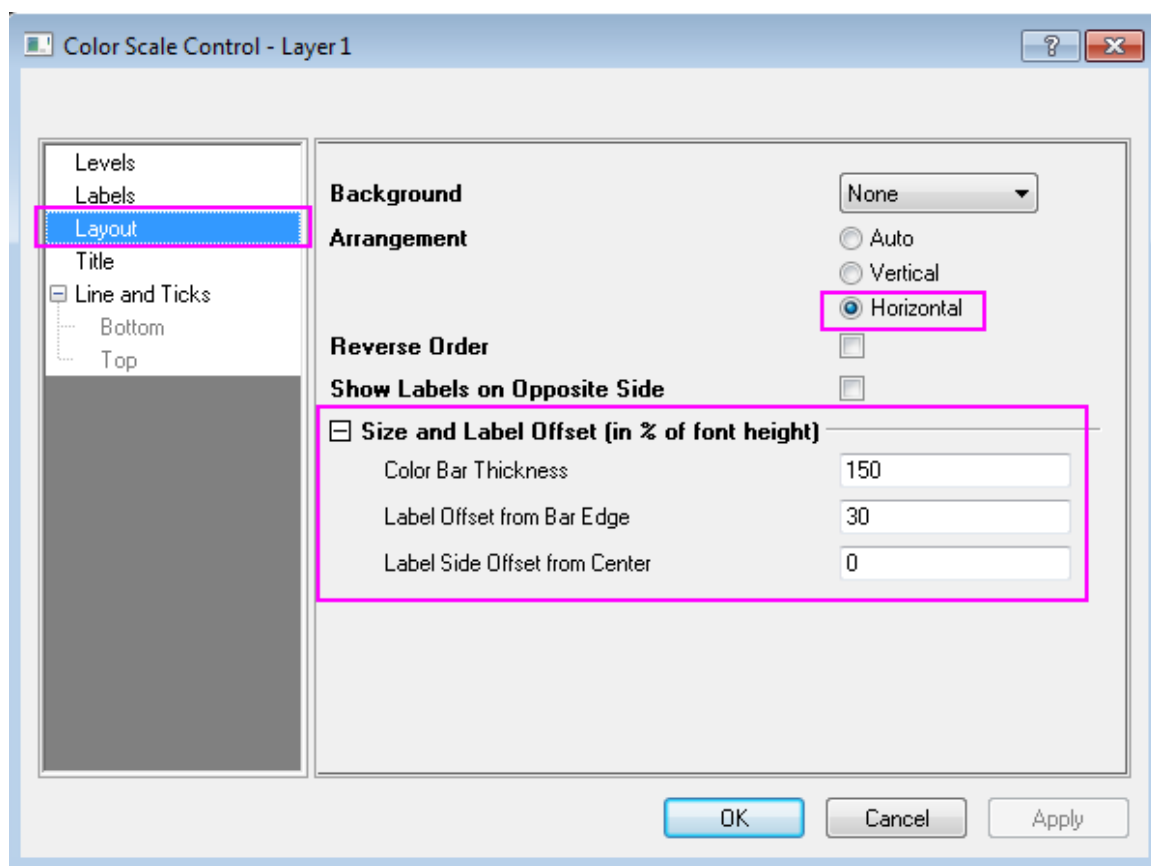 Color Scale Control - Layer 1
?
Levels
Labels
Layout
Title
Line and Ticks
Bottom
Top
Background
None
Arrangement
Auto
Vertical
Horizontal
Reverse Order
Show Labels on Opposite Side
Size and Label Offset (in % of font height)
Color Bar Thickness
150
Label Offset from Bar Edge
30
Label Side Offset from Center
0
OK
Cancel
Apply